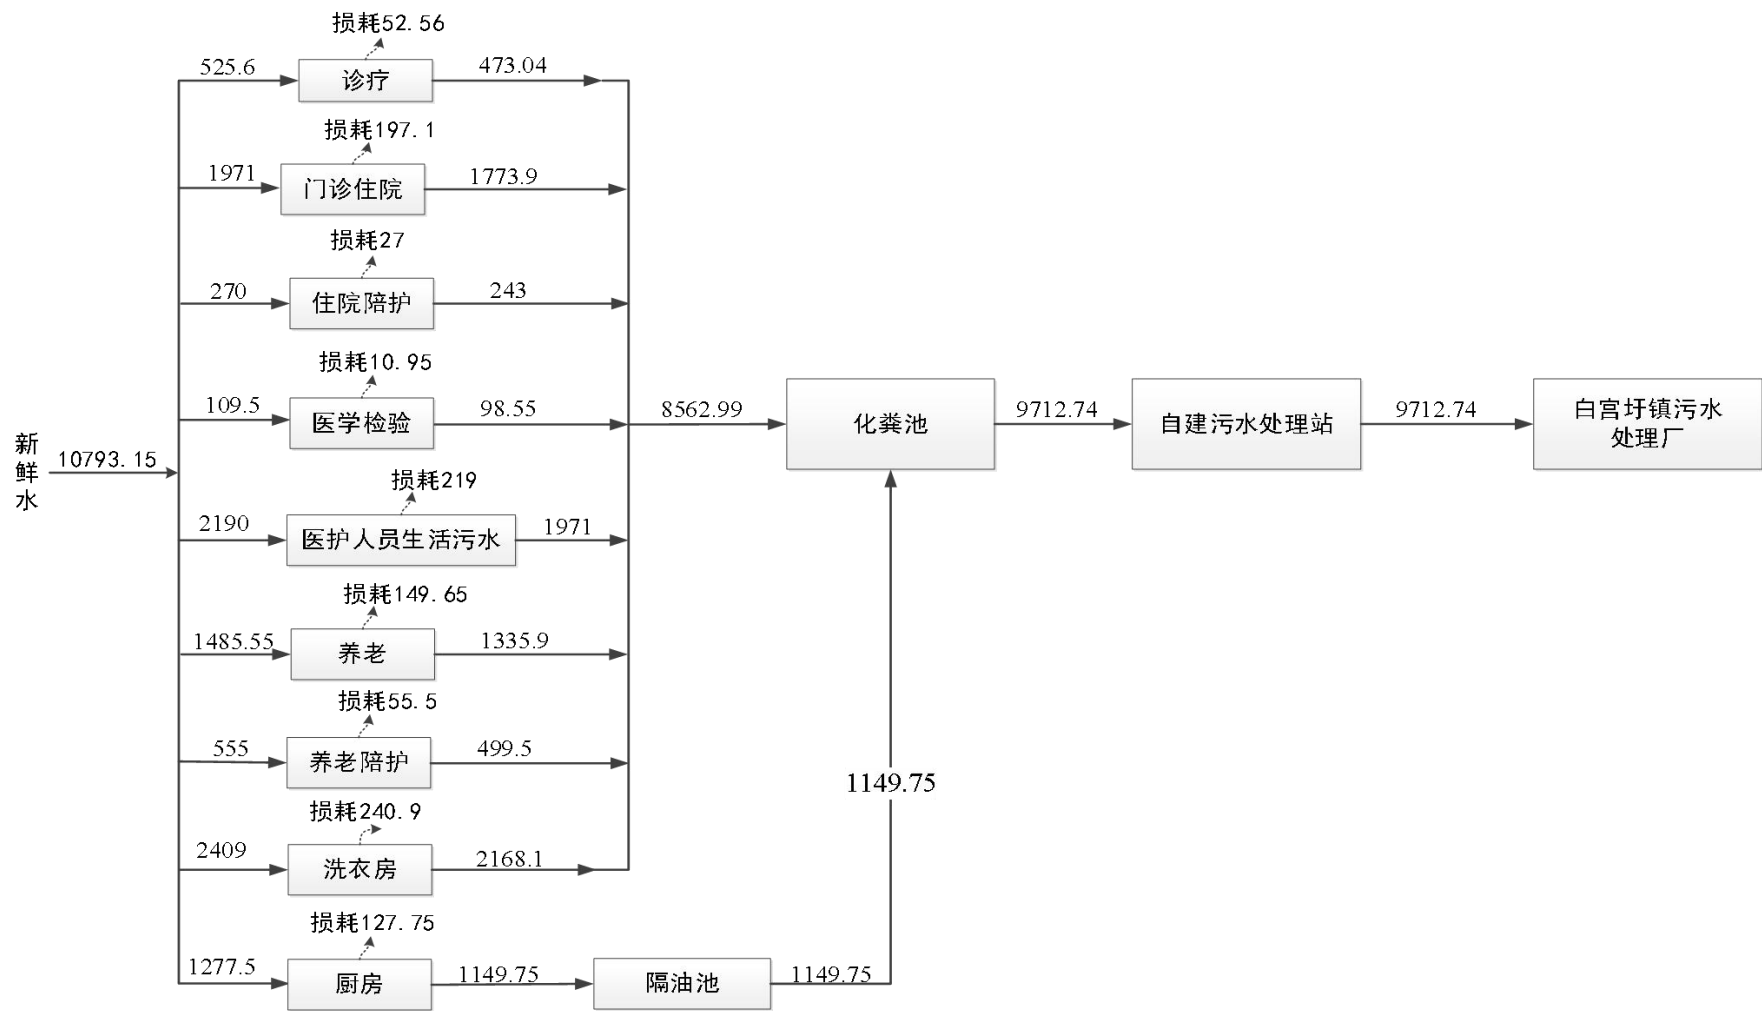 损耗52.56
525.6
诊疗
473.04
损耗197.1
1971
门诊住院
1773.9
损耗27
270
住院陪护
243
损耗10.95
109.5
医学检验
98.55
8562.99
化粪池
9712.74
自建污水处理站
9712.74
白宫圩镇污水
处理厂
新
鲜
水
10793.15
损耗219
2190
医护人员生活污水
1971
损耗149.65
1485.55
养老
1335.9
损耗55.5
555
养老陪护
499.5
1149.75
损耗240.9
2409
洗衣房
2168.1
损耗127.75
1277.5
厨房
1149.75
隔油池
1149.75